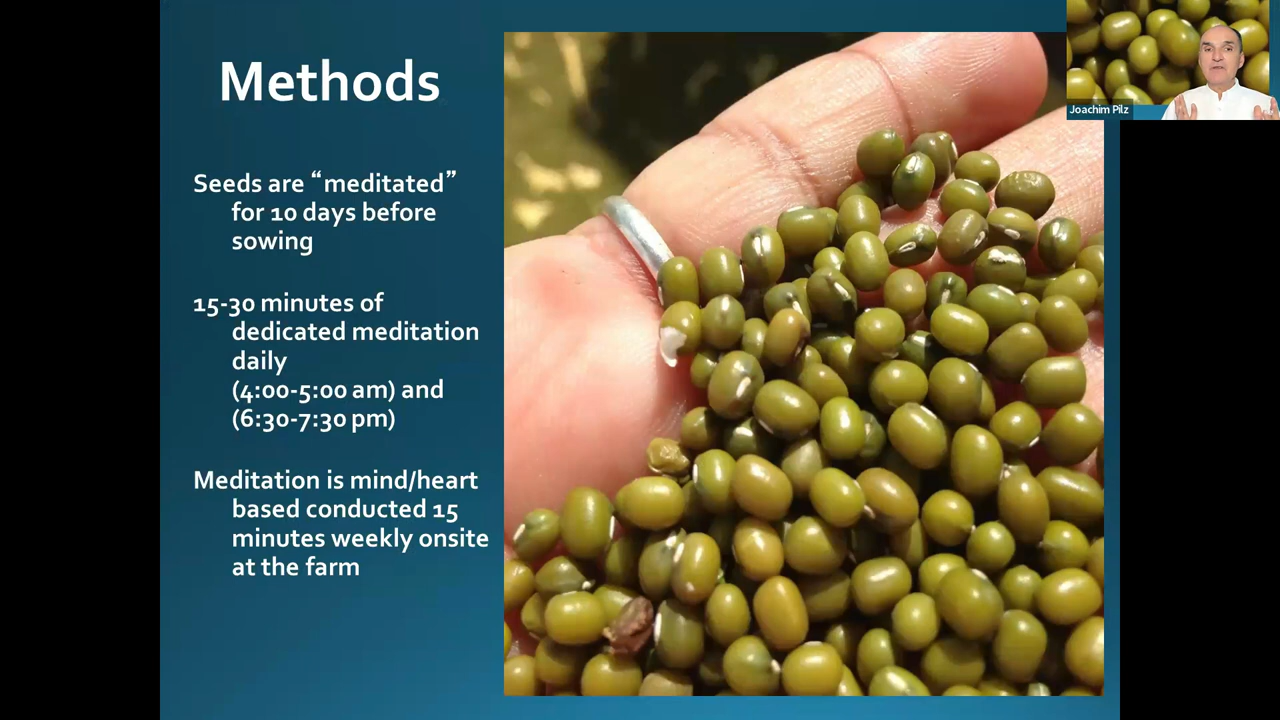 Methods
Seeds are “meditated”
for 10 days before
sowing
15-30 minutes of
dedicated meditation
daily
(4:00-5:00 am) and
(6:30-7:30 pm)
Meditation is mind/heart
based conducted 15
minutes weekly onsite
at the farm
Joachim Pilz